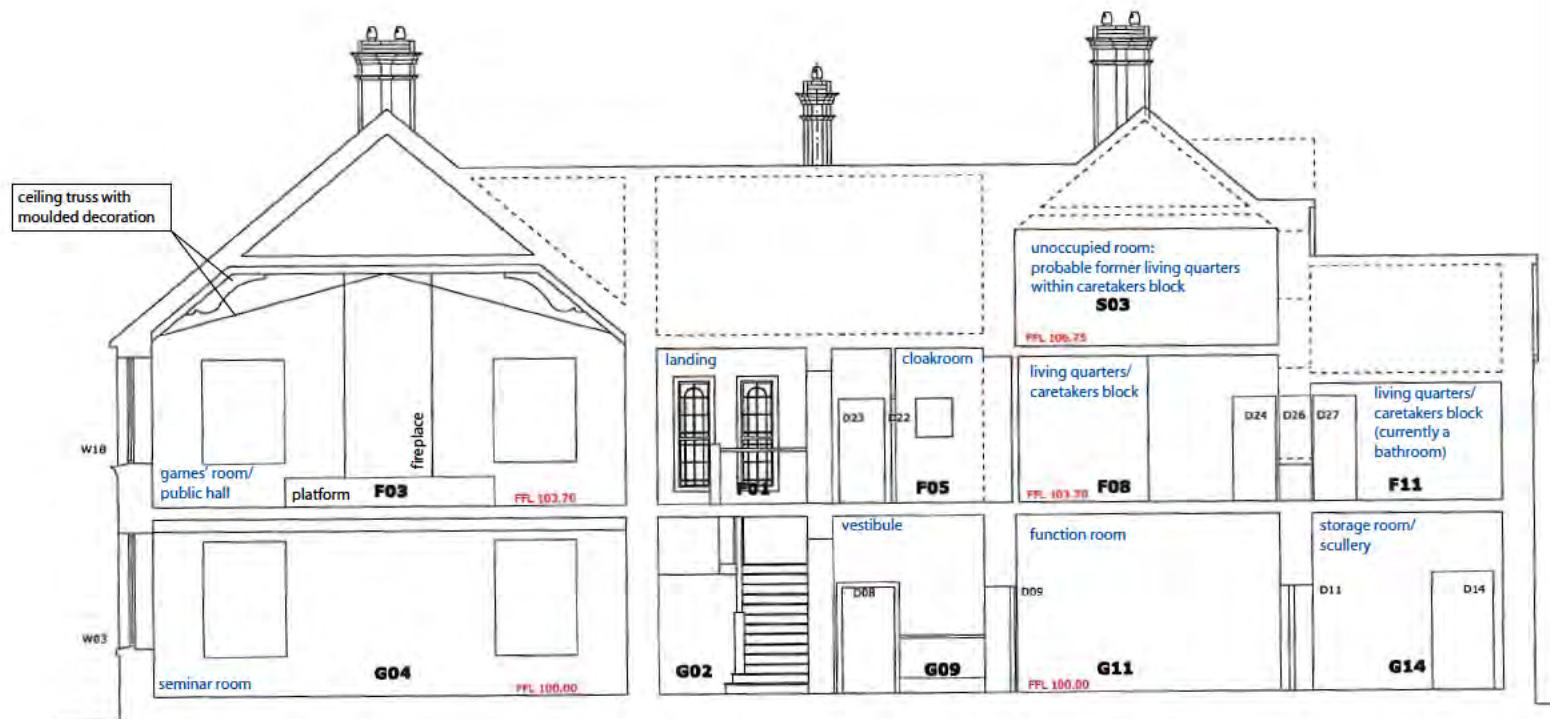 ceiling truss with
moulded decoration
unoccupied room:
probable former living quarters
within caretakers block
S03
FFL 106.75
landing
cloakroom
living quarters/
caretakers block
living quarters/
caretakers block
(currently a
bathroom)
D23
D22
D24
D26
D27
W10
fireplace
games' room/
public hall
platform
F03
FFL 103.70
F01
F05
FFL 103.70
F08
F11
vestibule
function room
storage room/
scullery
D08
D09
D11
D14
W03
seminar room
G04
FFL 100.00
G02
G09
G11
FFL 100.00
G14